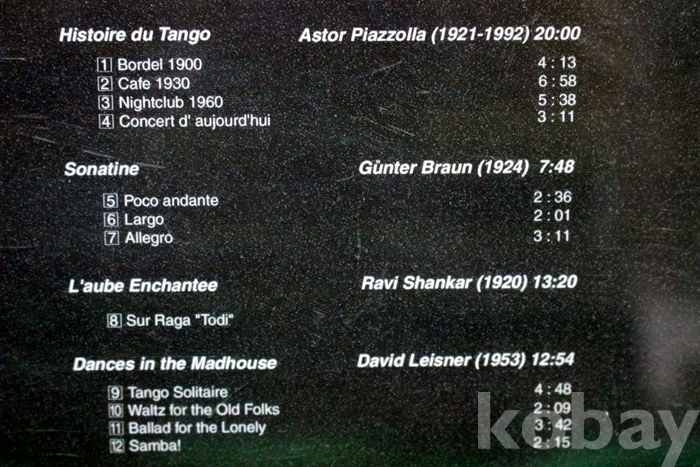 Histoire du Tango Astor Piazzolla (1921-1992) 20:00
1 Bordel 1900 4 : 13
2 Cafe 1930 6 : 58
3 Nightclub 1960 5 : 38
4 Concert d' aujourd'hui 3 : 11
Sonatine Günter Braun (1924) 7:48
5 Poco andante 2 : 36
6 Largo 2 : 01
7 Allegro 3 : 11
L'aube Enchantee Ravi Shankar (1920) 13:20
8 Sur Raga "Todi"
Dances in the Madhouse David Leisner (1953) 12:54
9 Tango Solitaire 4 : 48
10 Waltz for the Old Folks 2 : 09
11 Ballad for the Lonely 3 : 42
12 Samba! 2 : 15
kobay